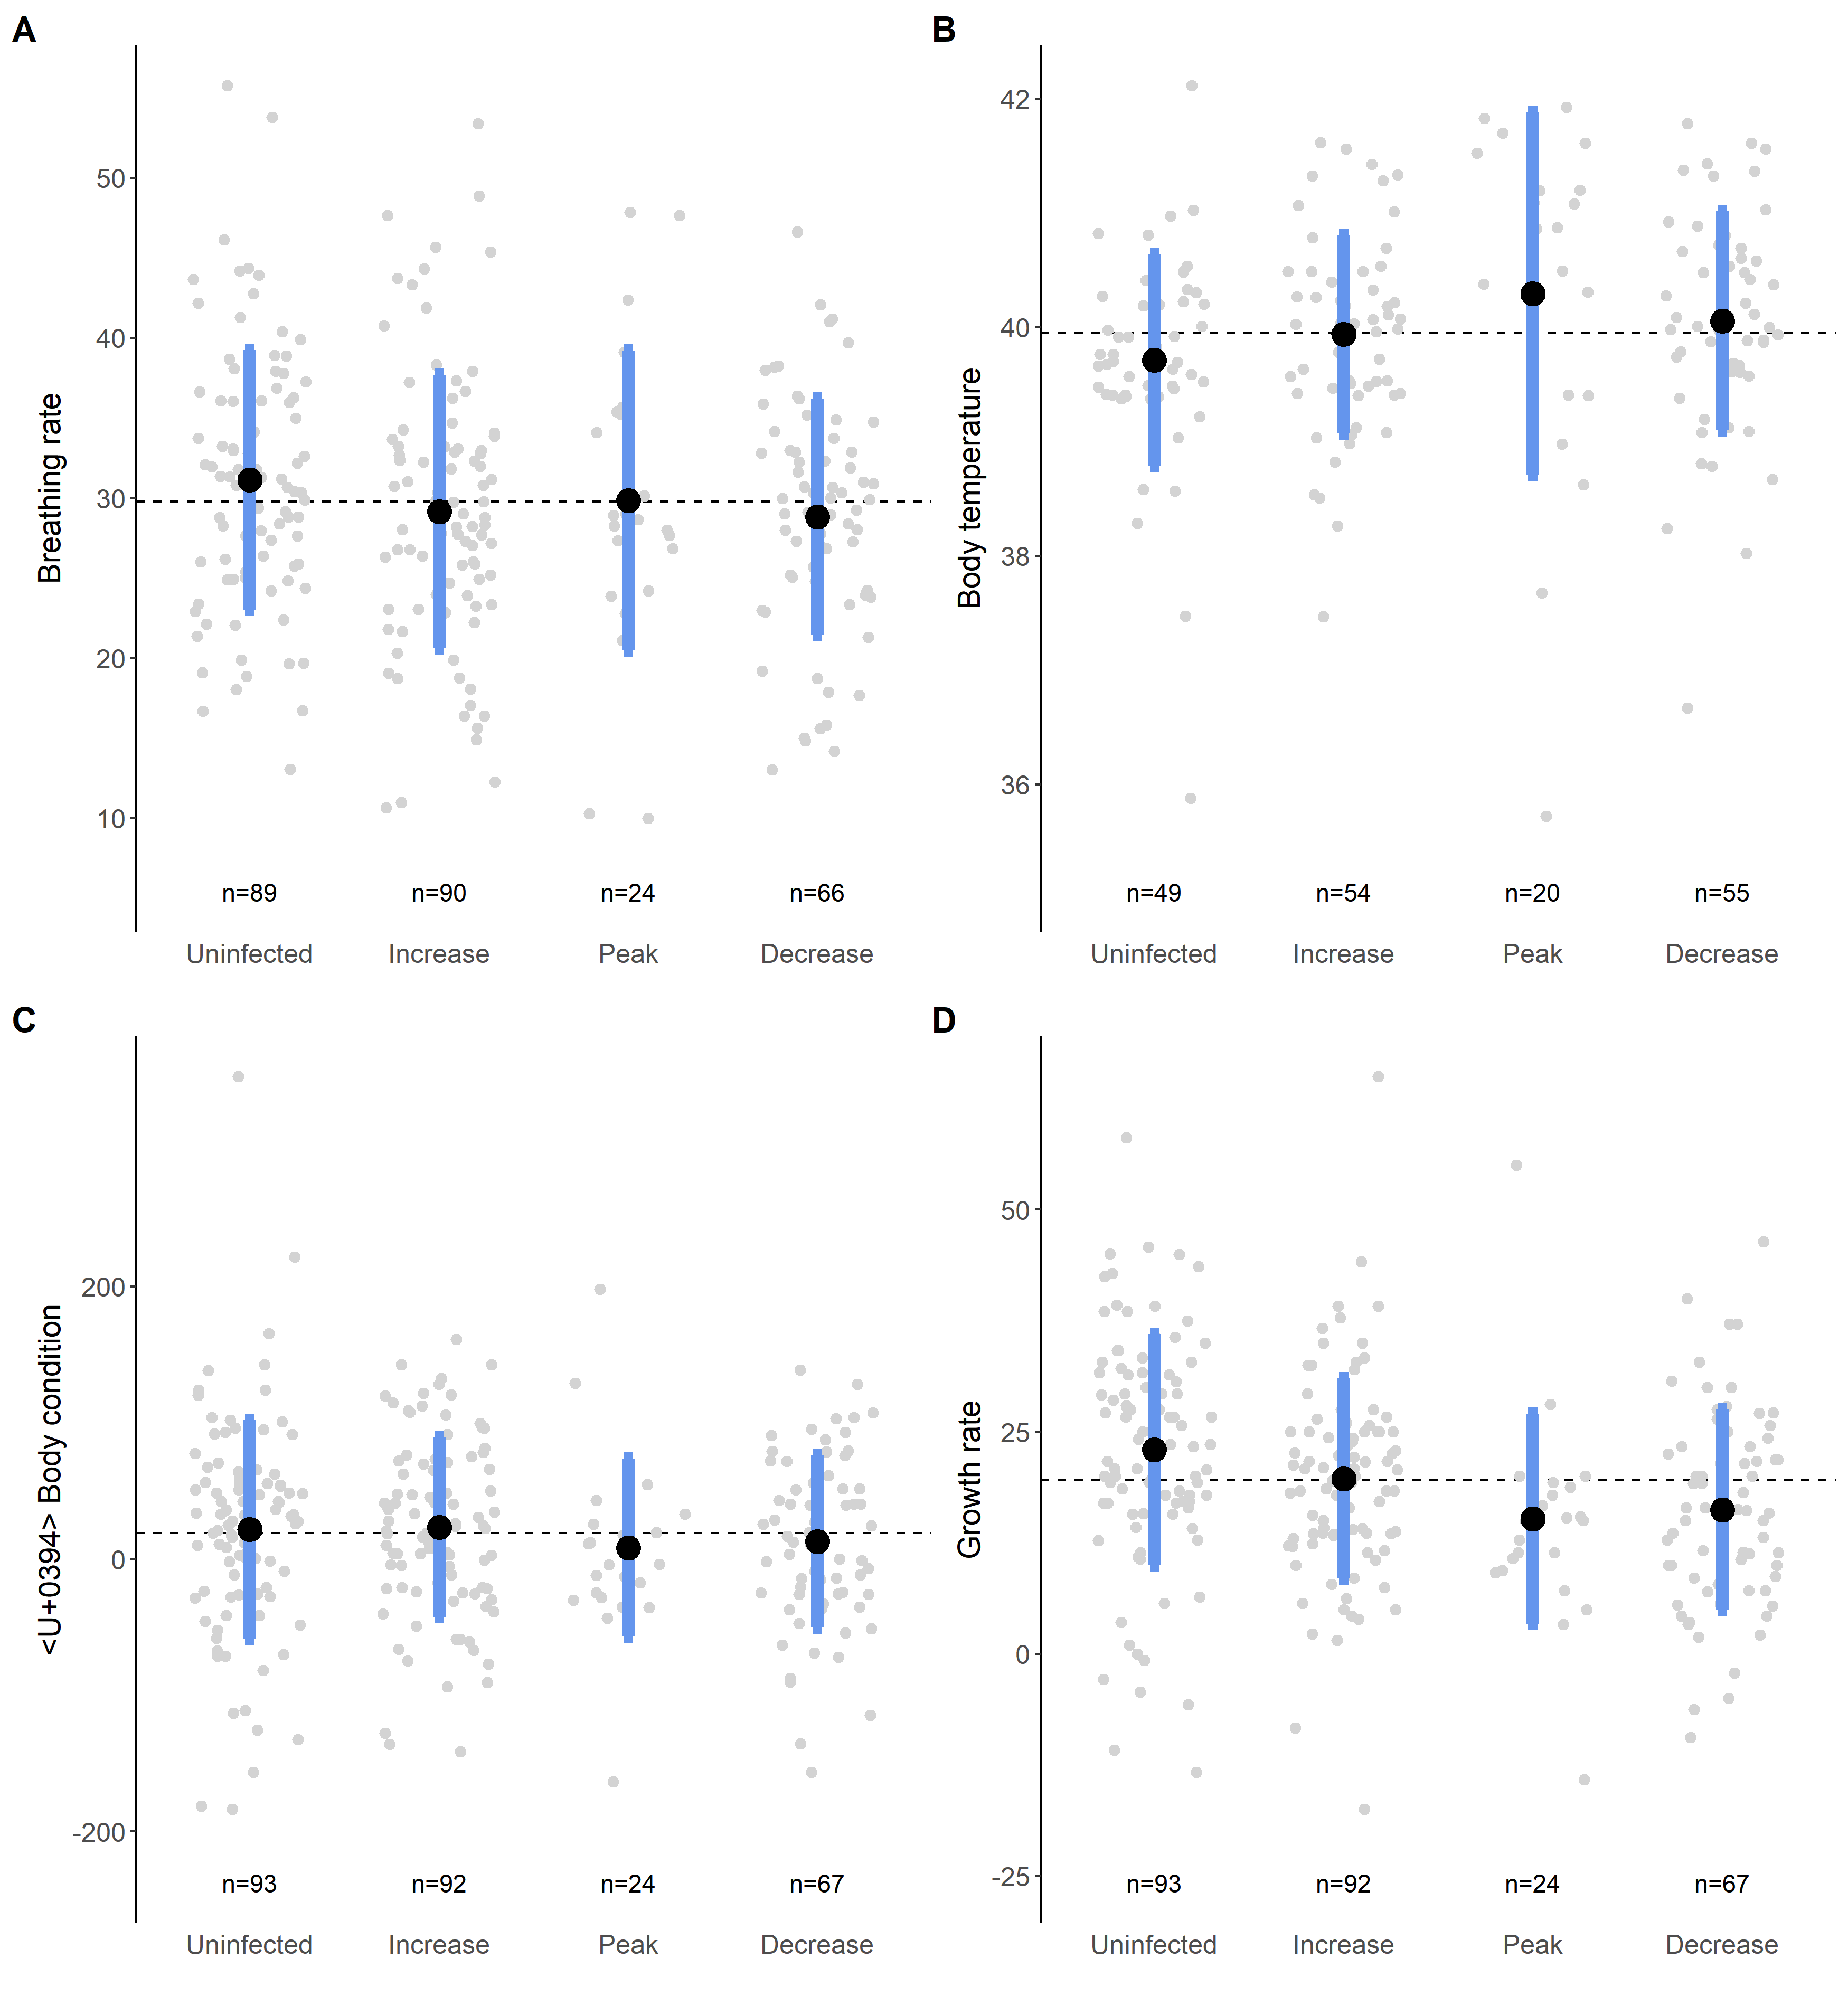 A
Breathing rate
50
40
30
20
10
n=89 n=90 n=24 n=66
Uninfected Increase Peak Decrease
B
Body temperature
42
40
38
36
n=49 n=54 n=20 n=55
Uninfected Increase Peak Decrease
C
<U+0394> Body condition
200
0
-200
n=93 n=92 n=24 n=67
Uninfected Increase Peak Decrease
D
Growth rate
50
25
0
-25
n=93 n=92 n=24 n=67
Uninfected Increase Peak Decrease